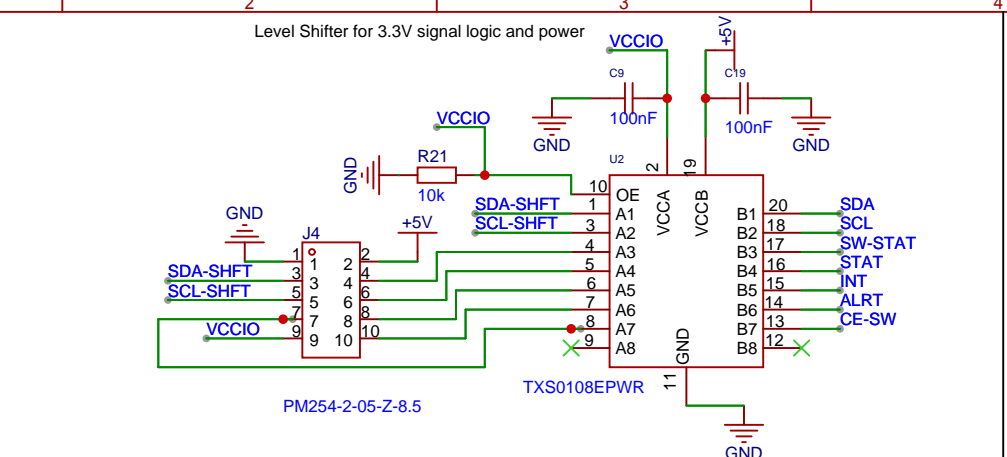 2
3
4
Level Shifter for 3.3V signal logic and power
VCCIO
+5V
C9
C19
100nF
100nF
GND
GND
VCCIO
GND
R21
10k
U2
2
19
VCCA
VCCB
10
OE
1
A1
3
A2
4
A3
5
A4
6
A5
7
A6
8
A7
9
A8
SDA-SHFT
SCL-SHFT
B1
20
SDA
B2
18
SCL
B3
17
SW-STAT
B4
16
STAT
B5
15
INT
B6
14
ALRT
B7
13
CE-SW
B8
12
GND
11
TXS0108EPWR
GND
GND
J4
+5V
1
1
2
2
SDA-SHFT
3
3
4
4
SCL-SHFT
5
5
6
6
7
7
8
8
VCCIO
9
9
10
10
PM254-2-05-Z-8.5